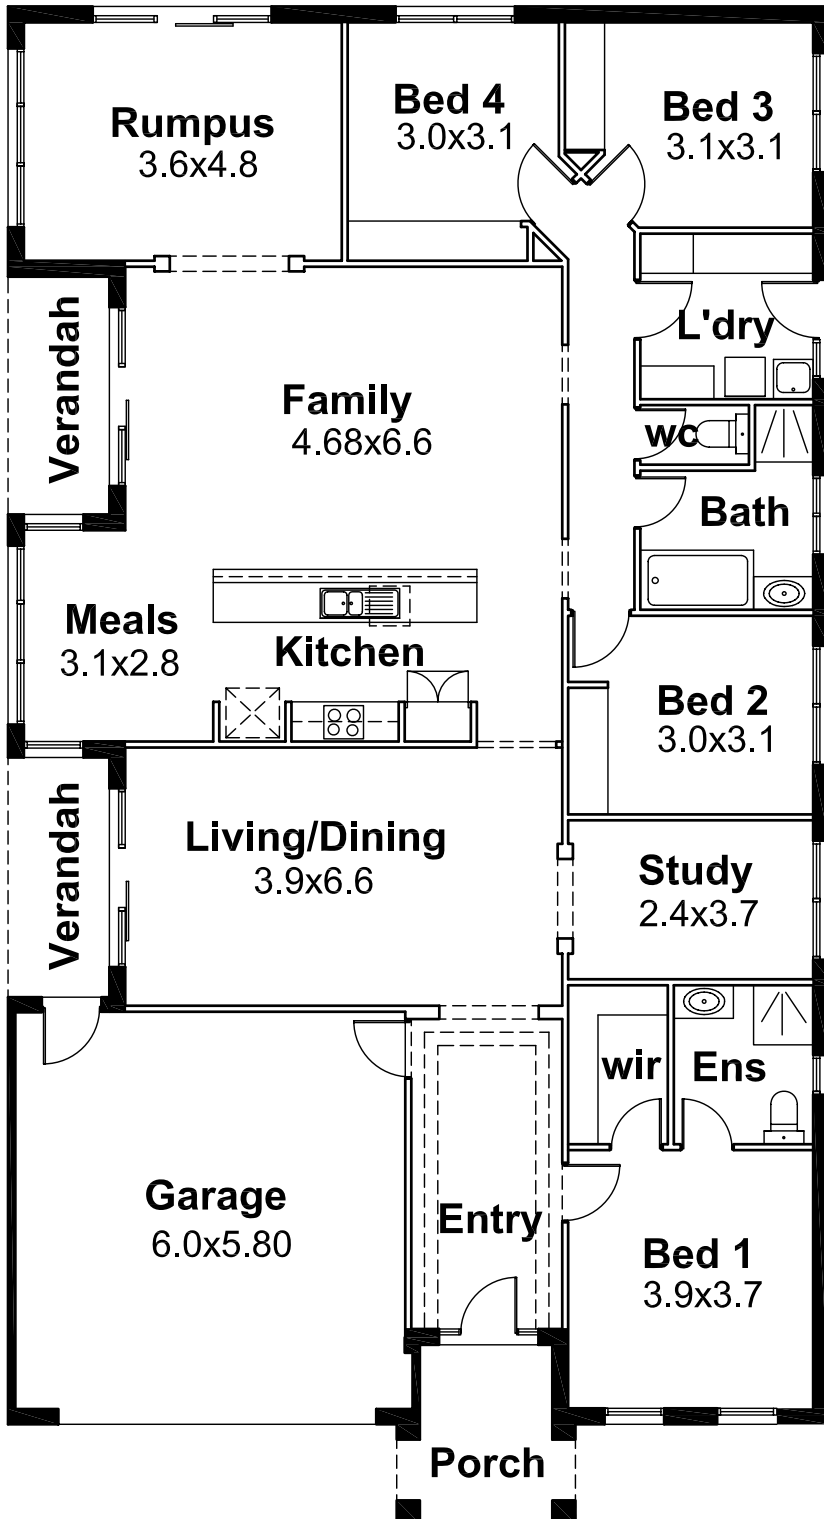 Rumpus
3.6x4.8
Bed 4
3.0x3.1
Bed 3
3.1x3.1
Verandah
Family
4.68x6.6
L'dry
wc
Bath
Meals
3.1x2.8
Kitchen
Bed 2
3.0x3.1
Verandah
Living/Dining
3.9x6.6
Study
2.4x3.7
wir
Ens
Garage
6.0x5.80
Entry
Bed 1
3.9x3.7
Porch